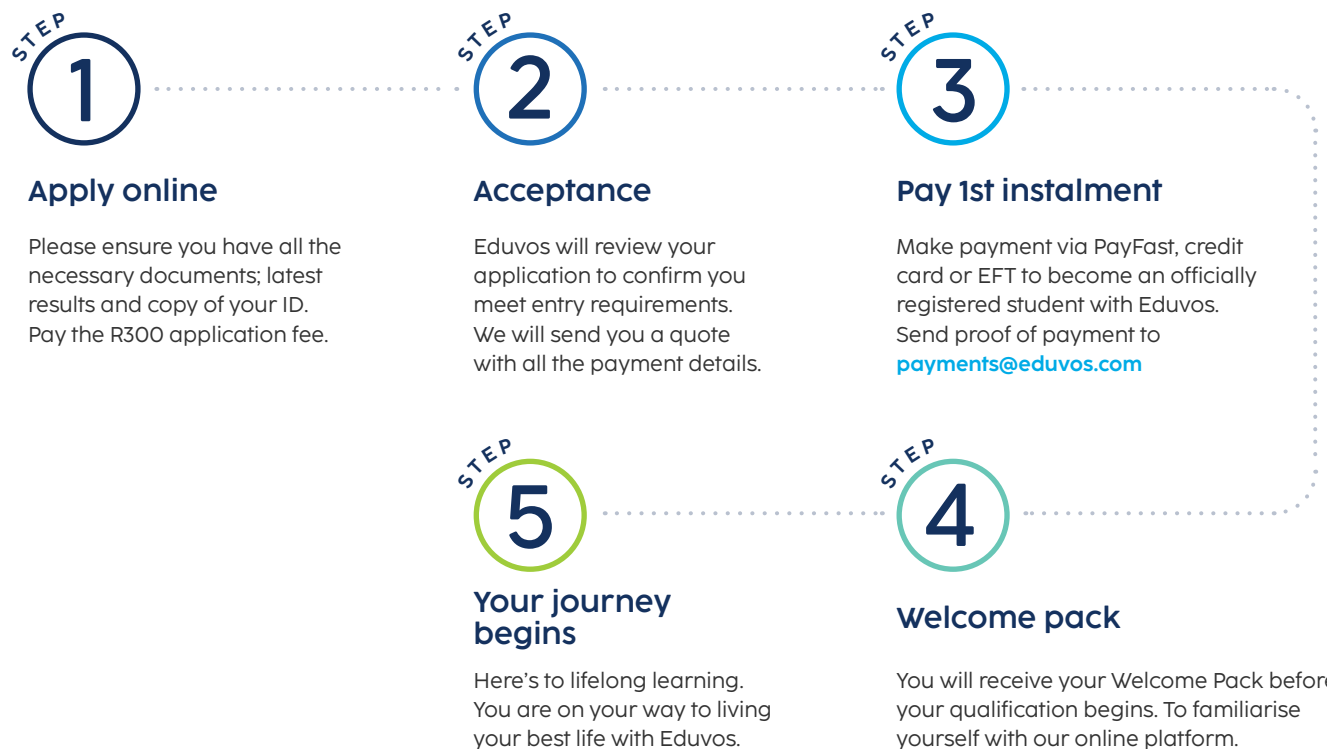 STEP
1
Apply online
Please ensure you have all the
necessary documents; latest
results and copy of your ID.
Pay the R300 application fee.
STEP
2
Acceptance
Eduvos will review your
application to confirm you
meet entry requirements.
We will send you a quote
with all the payment details.
STEP
3
Pay 1st instalment
Make payment via PayFast, credit
card or EFT to become an officially
registered student with Eduvos.
Send proof of payment to
payments@eduvos.com
STEP
4
Welcome pack
You will receive your Welcome Pack before
your qualification begins. To familiarise
yourself with our online platform.
STEP
5
Your journey
begins
Here's to lifelong learning.
You are on your way to living
your best life with Eduvos.